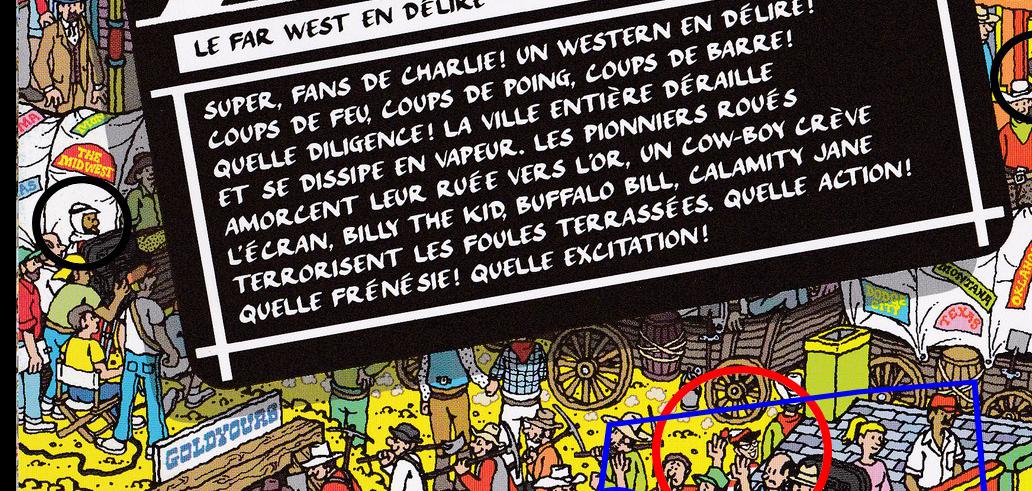 LE FAR WEST EN DÉLIRE
SUPER, FANS DE CHARLIE! UN WESTERN EN DÉLIRE!
COUPS DE FEU, COUPS DE POING, COUPS DE BARRE!
QUELLE DILIGENCE! LA VILLE ENTIÈRE DÉRAILLE
ET SE DISSIPE EN VAPEUR, LES PIONNIERS ROUÉS
AMORCENT LEUR RUÉE VERS L'OR, UN COW-BOY CRÈVE
L'ÉCRAN, BILLY THE KID, BUFFALO BILL, CALAMITY JANE
TERRORISENT LES FOULES TERRASSÉES. QUELLE ACTION!
QUELLE FRÉNÉSIE! QUELLE EXCITATION!
THE
MIDWEST
DODGE
CITY
MONTANA
TEXAS
GOLDYOURS